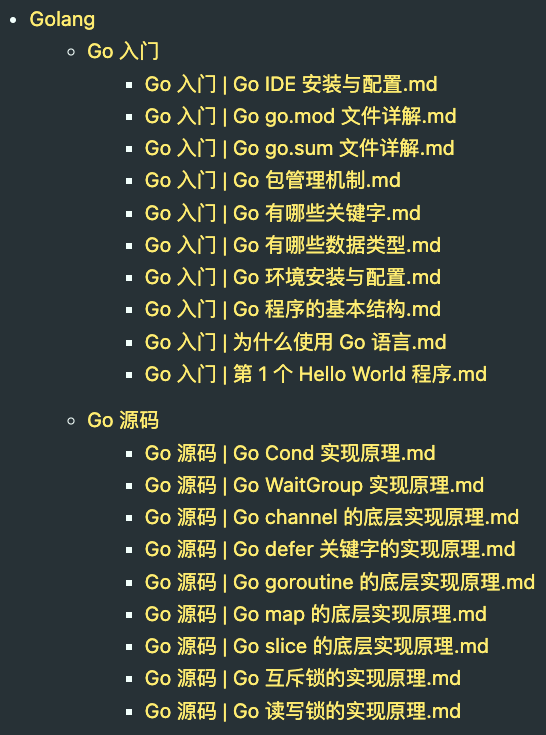 Golang
Go 入门
Go 入门 | Go IDE 安装与配置.md
Go 入门 | Go go.mod 文件详解.md
Go 入门 | Go go.sum 文件详解.md
Go 入门 | Go 包管理机制.md
Go 入门 | Go 有哪些关键字.md
Go 入门 | Go 有哪些数据类型.md
Go 入门 | Go 环境安装与配置.md
Go 入门 | Go 程序的基本结构.md
Go 入门 | 为什么使用 Go 语言.md
Go 入门 | 第 1 个 Hello World 程序.md
Go 源码
Go 源码 | Go Cond 实现原理.md
Go 源码 | Go WaitGroup 实现原理.md
Go 源码 | Go channel 的底层实现原理.md
Go 源码 | Go defer 关键字的实现原理.md
Go 源码 | Go goroutine 的底层实现原理.md
Go 源码 | Go map 的底层实现原理.md
Go 源码 | Go slice 的底层实现原理.md
Go 源码 | Go 互斥锁的实现原理.md
Go 源码 | Go 读写锁的实现原理.md